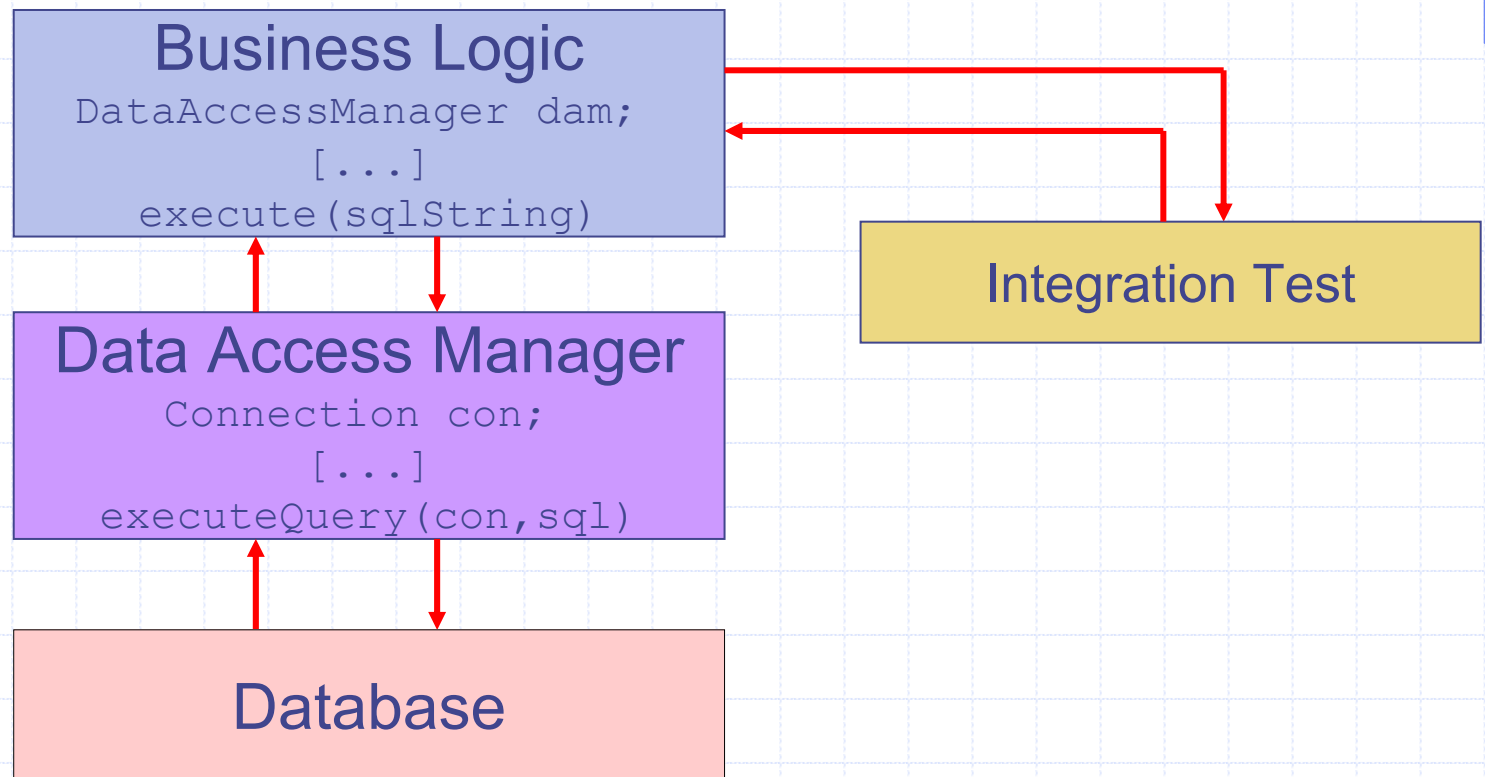 Business Logic
DataAccessManager dam;
[...]
execute(sqlString)
Integration Test
Data Access Manager
Connection con;
[...]
executeQuery(con,sql)
Database